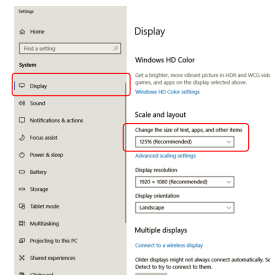 Settings
Home
Find a setting
System
Display
Sound
Notifications & actions
Focus assist
Power & sleep
Battery
Storage
Tablet mode
Multitasking
Projecting to this PC
Shared experiences
Clipboard
Display
Windows HD Color
Get a brighter, more vibrant picture in HDR and WCG vide
games, and apps on the display selected above.
Windows HD Color settings
Scale and layout
Change the size of text, apps, and other items
125% (Recommended)
Advanced scaling settings
Display resolution
1920 × 1080 (Recommended)
Display orientation
Landscape
Multiple displays
Connect to a wireless display
Older displays might not always connect automatically. Se
Detect to try to connect to them.